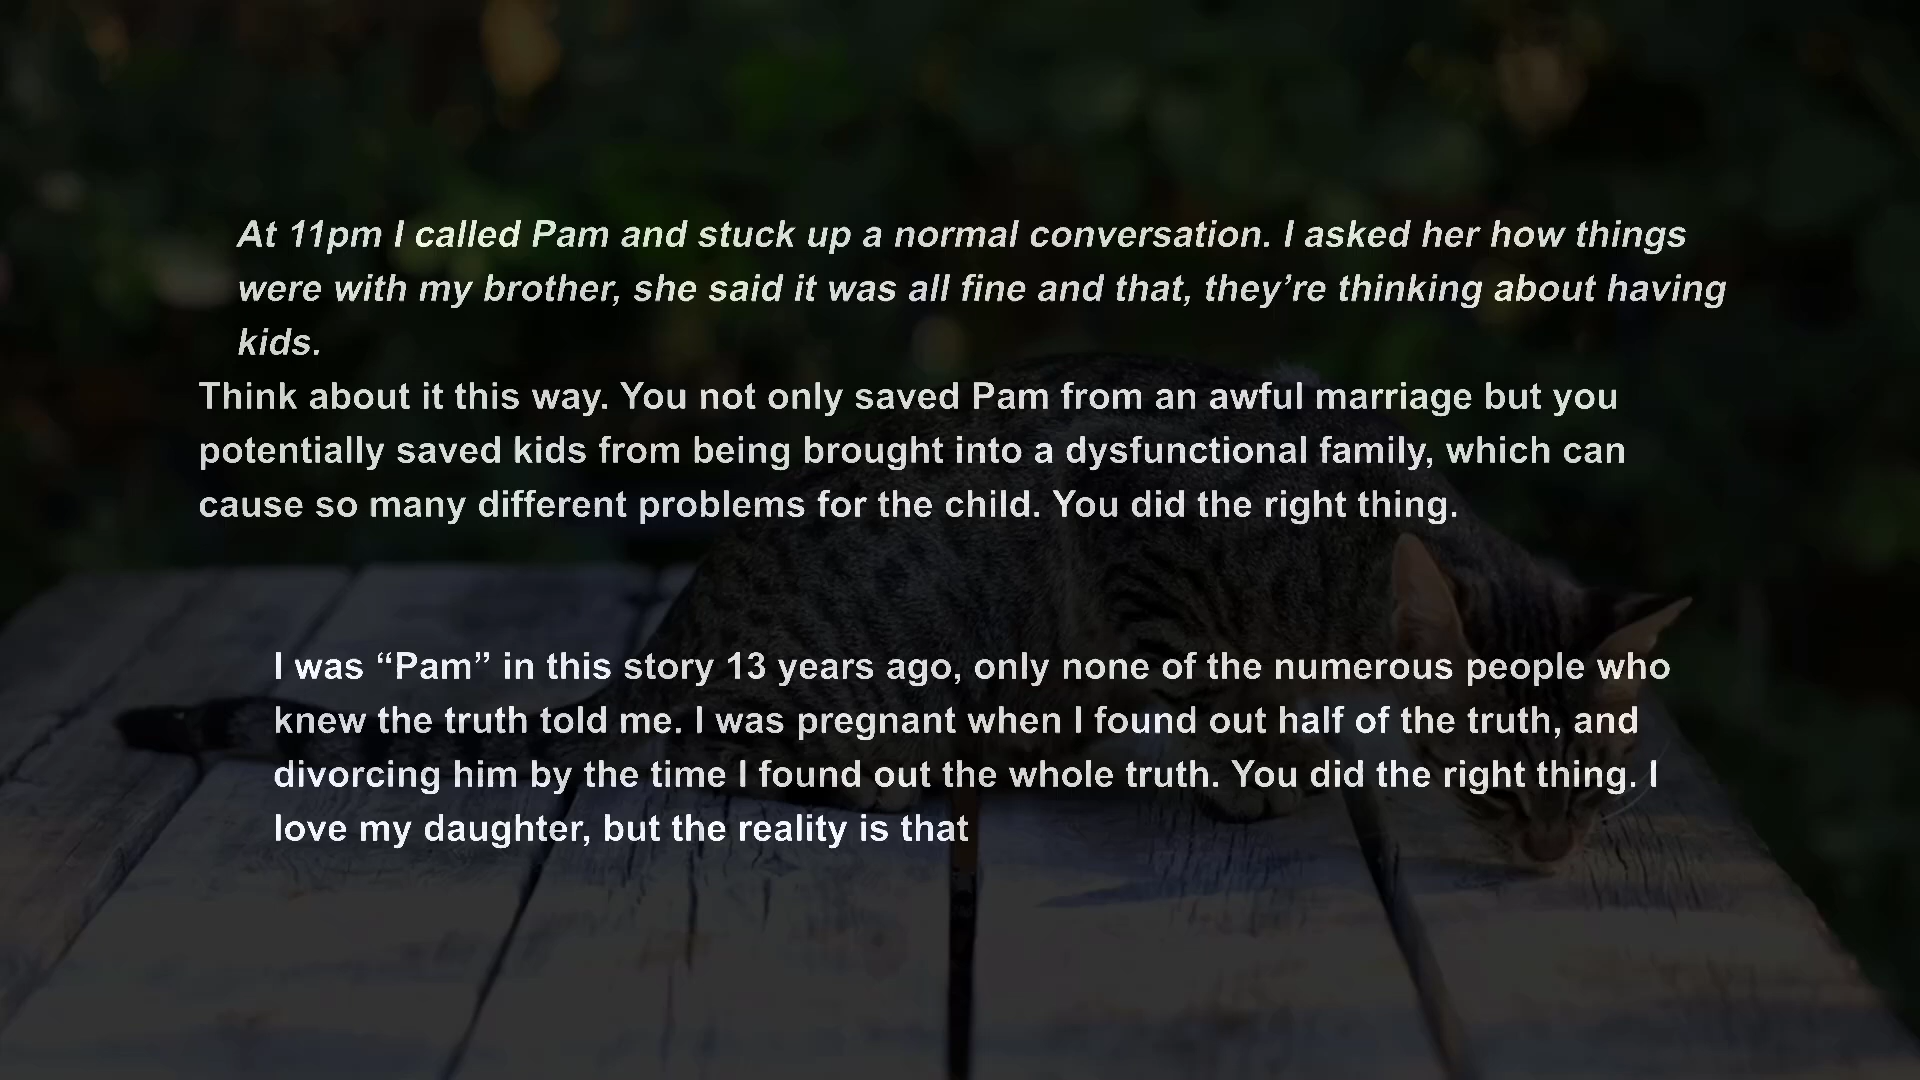 At 11pm I called Pam and stuck up a normal conversation. I asked her how things
were with my brother, she said it was all fine and that, they’re thinking about having
kids.
Think about it this way. You not only saved Pam from an awful marriage but you
potentially saved kids from being brought into a dysfunctional family, which can
cause so many different problems for the child. You did the right thing.
I was “Pam” in this story 13 years ago, only none of the numerous people who
knew the truth told me. I was pregnant when I found out half of the truth, and
divorcing him by the time I found out the whole truth. You did the right thing. I
love my daughter, but the reality is that